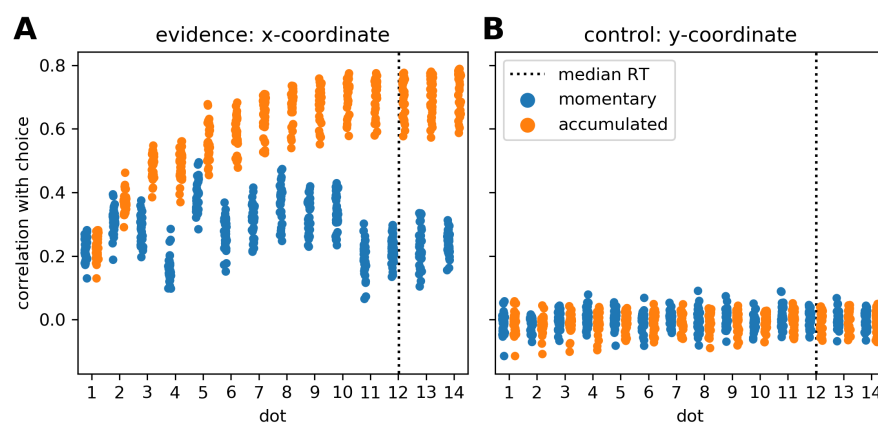 A
evidence: x-coordinate
correlation with choice
0.8
0.6
0.4
0.2
0.0
1 2 3 4 5 6 7 8 9 10 11 12 13 14
dot
B
control: y-coordinate
median RT
momentary
accumulated
1 2 3 4 5 6 7 8 9 10 11 12 13 14
dot